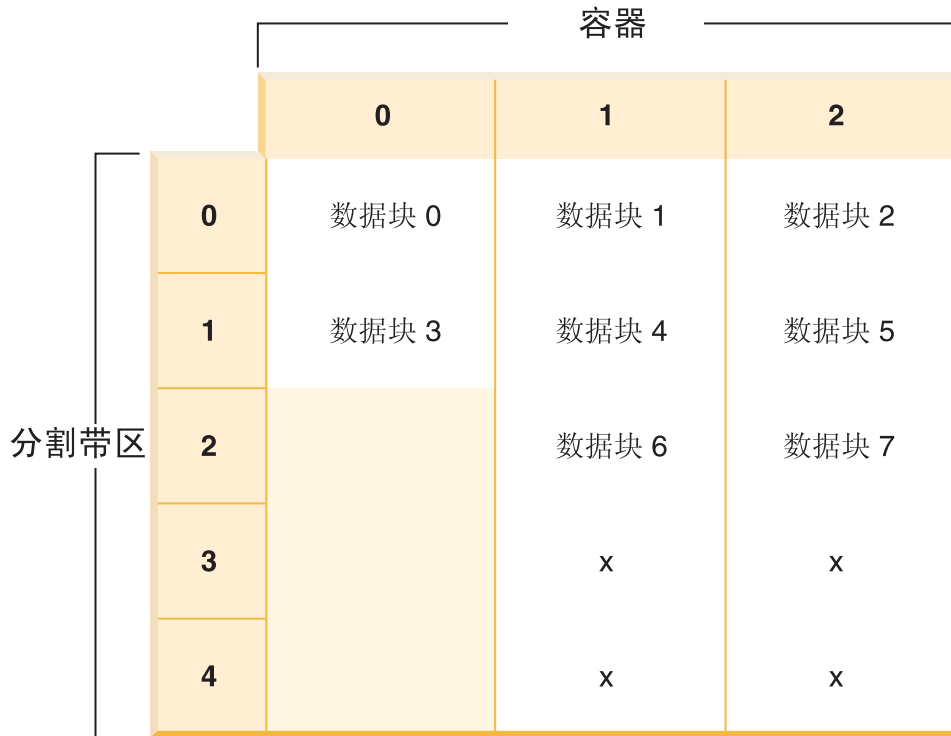 容器
0 1 2
0 数据块 0 数据块 1 数据块 2
1 数据块 3 数据块 4 数据块 5
分割带区
2 数据块 6 数据块 7
3 x x
4 x x